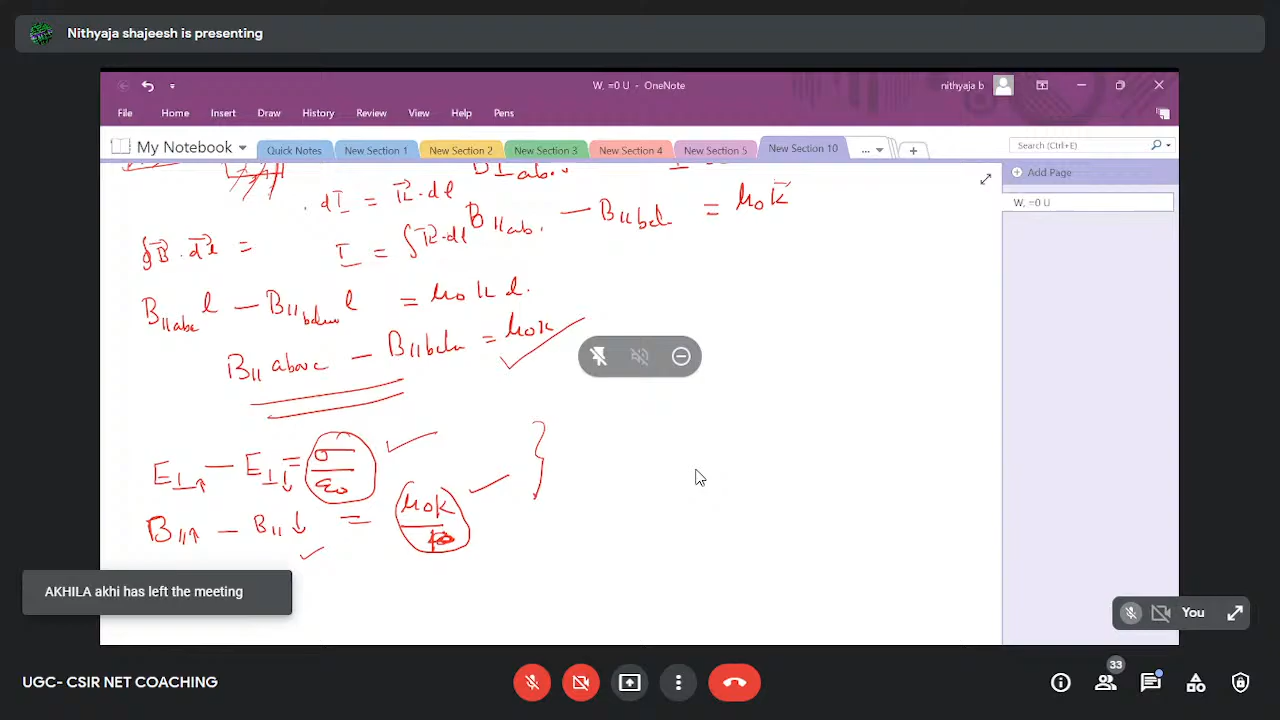 Nithyaja shajeesh is presenting
W, =0 U - OneNote
nithyaja b
File Home Insert Draw History Review View Help Pens
My Notebook Quick Notes New Section 1 New Section 2 New Section 3 New Section 4 New Section 5 New Section 10 ... +
Search (Ctrl+E)
Add Page
W, =0 U
dI = K⃗·dl
B||ab. — B||bel = μ0 K⃗
∮B⃗·dl⃗ = I = ∫K⃗·dl
B||abe l — B||below l = μ0 K l.
B|| above — B||below = μ0K
E⊥↑ — E⊥↓ = σ/ε0
B||↑ — B||↓ = μ0K
AKHILA akhi has left the meeting
You
UGC- CSIR NET COACHING
33